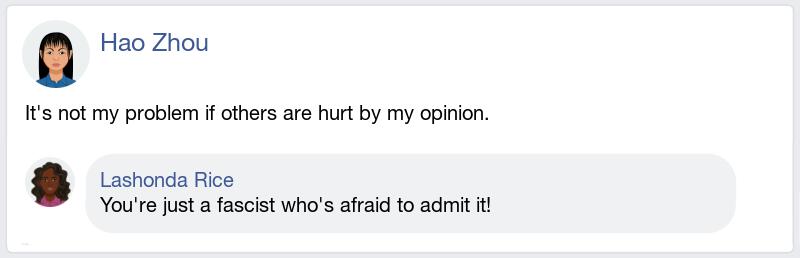 Hao Zhou
It's not my problem if others are hurt by my opinion.
Lashonda Rice
You're just a fascist who's afraid to admit it!